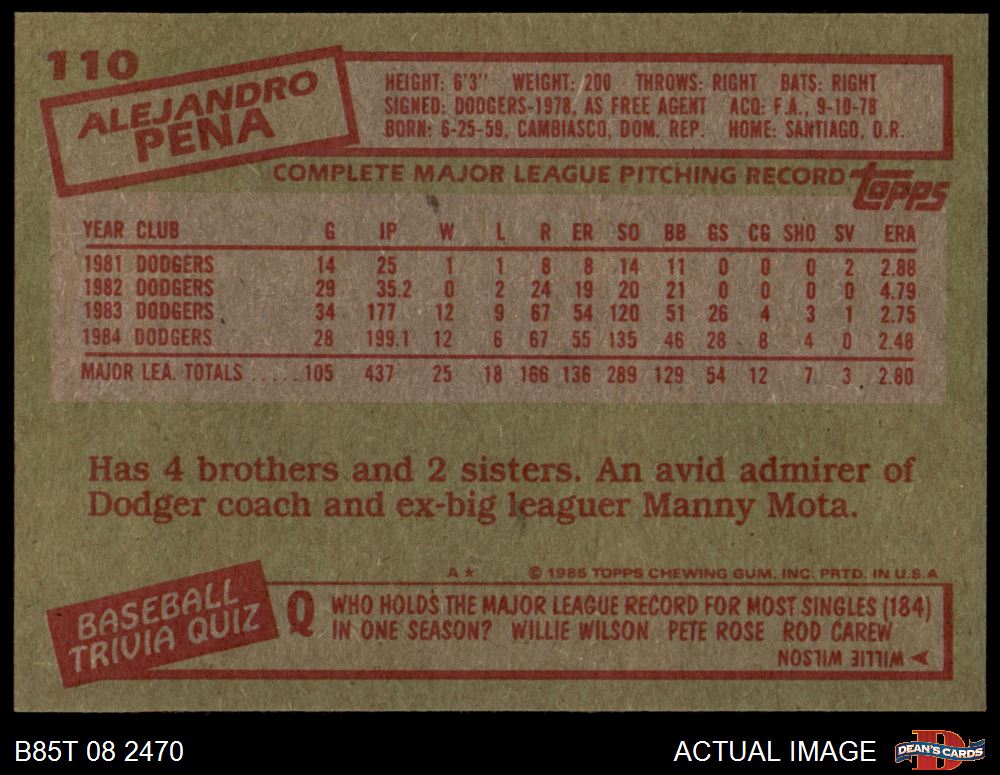 110
ALEJANDRO
PENA
HEIGHT: 6'3" WEIGHT: 200 THROWS: RIGHT BATS: RIGHT
SIGNED: DODGERS-1978, AS FREE AGENT ACQ: F.A., 9-10-78
BORN: 6-25-59, CAMBIASCO, DOM. REP. HOME: SANTIAGO, D.R.
COMPLETE MAJOR LEAGUE PITCHING RECORD topps
YEAR CLUB G IP W L R ER SO BB GS CG SHO SV ERA
1981 DODGERS 14 25 1 1 8 8 14 11 0 0 0 2 2.88
1982 DODGERS 29 35.2 0 2 24 19 20 21 0 0 0 0 4.79
1983 DODGERS 34 177 12 9 67 54 120 51 26 4 3 1 2.75
1984 DODGERS 28 199.1 12 6 67 55 135 46 28 8 4 0 2.48
MAJOR LEA. TOTALS .....105 437 25 18 166 136 289 129 54 12 7 3 2.80
Has 4 brothers and 2 sisters. An avid admirer of
Dodger coach and ex-big leaguer Manny Mota.
A* © 1985 TOPPS CHEWING GUM, INC. PRTD. IN U.S.A
BASEBALL
TRIVIA QUIZ
Q WHO HOLDS THE MAJOR LEAGUE RECORD FOR MOST SINGLES (184)
IN ONE SEASON? WILLIE WILSON PETE ROSE ROD CAREW
WILLIE WILSON
B85T 08 2470
ACTUAL IMAGE
D
DEAN'S CARDS